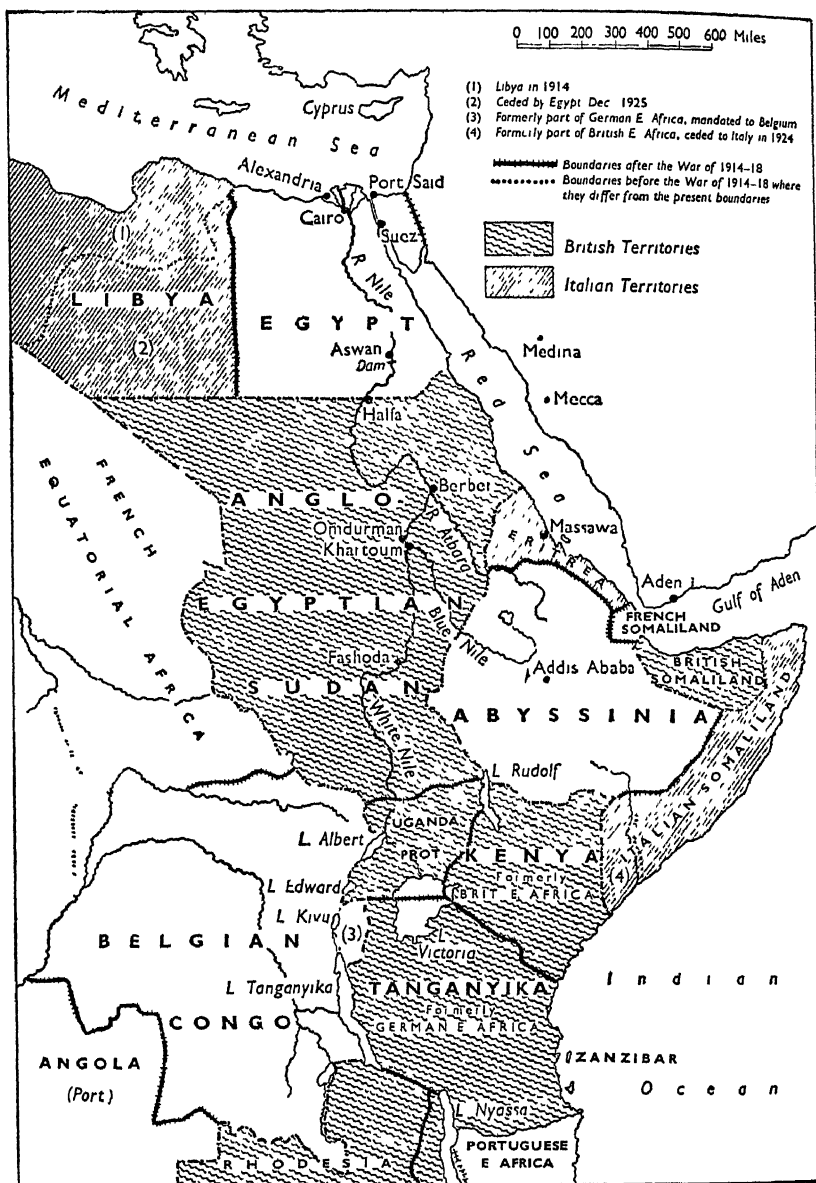 0 100 200 300 400 500 600 Miles
(1) Libya in 1914
(2) Ceded by Egypt Dec 1925
(3) Formerly part of German E Africa, mandated to Belgium
(4) Formerly part of British E Africa, ceded to Italy in 1924
Boundaries after the War of 1914-18
Boundaries before the War of 1914-18 where
they differ from the present boundaries
British Territories
Italian Territories
Mediterranean Sea
Cyprus
Alexandria
Port Said
Cairo
Suez
(1)
R Nile
LIBYA
EGYPT
(2)
Aswan
Dam
Medina
Mecca
Red Sea
Halfa
FRENCH
EQUATORIAL AFRICA
ANGLO-
Berber
Omdurman
Khartoum
R Atbara
ERITREA
Massawa
Aden
Gulf of Aden
EGYPTIAN
Blue Nile
FRENCH
SOMALILAND
Fashoda
SUDAN
Addis Ababa
BRITISH
SOMALILAND
White Nile
ABYSSINIA
ITALIAN SOMALILAND
L Rudolf
UGANDA
PROT
L Albert
KENYA
Formerly
BRIT E AFRICA
(4)
L Edward
L Kivu
(3)
L
Victoria
BELGIAN
CONGO
L Tanganyika
TANGANYIKA
Formerly
GERMAN E AFRICA
Indian
Ocean
ZANZIBAR
ANGOLA
(Port)
L Nyassa
RHODESIA
PORTUGUESE
E AFRICA